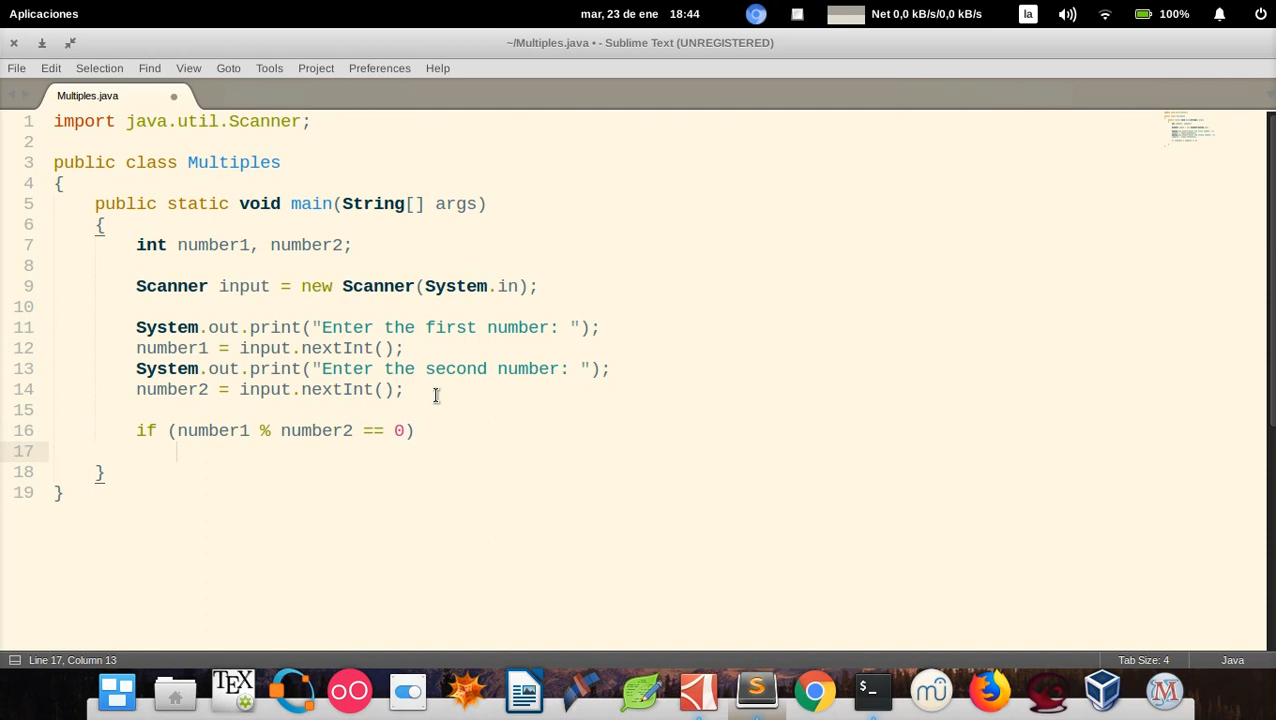 Aplicaciones mar, 23 de ene 18:44 Net 0,0 kB/s/0,0 kB/s la 100%
~/Multiples.java • - Sublime Text (UNREGISTERED)
File Edit Selection Find View Goto Tools Project Preferences Help
Multiples.java
1 import java.util.Scanner;
2
3 public class Multiples
4 {
5 public static void main(String[] args)
6 {
7 int number1, number2;
8
9 Scanner input = new Scanner(System.in);
10
11 System.out.print("Enter the first number: ");
12 number1 = input.nextInt();
13 System.out.print("Enter the second number: ");
14 number2 = input.nextInt();
15
16 if (number1 % number2 == 0)
17
18 }
19 }
Line 17, Column 13 Tab Size: 4 Java
TEX